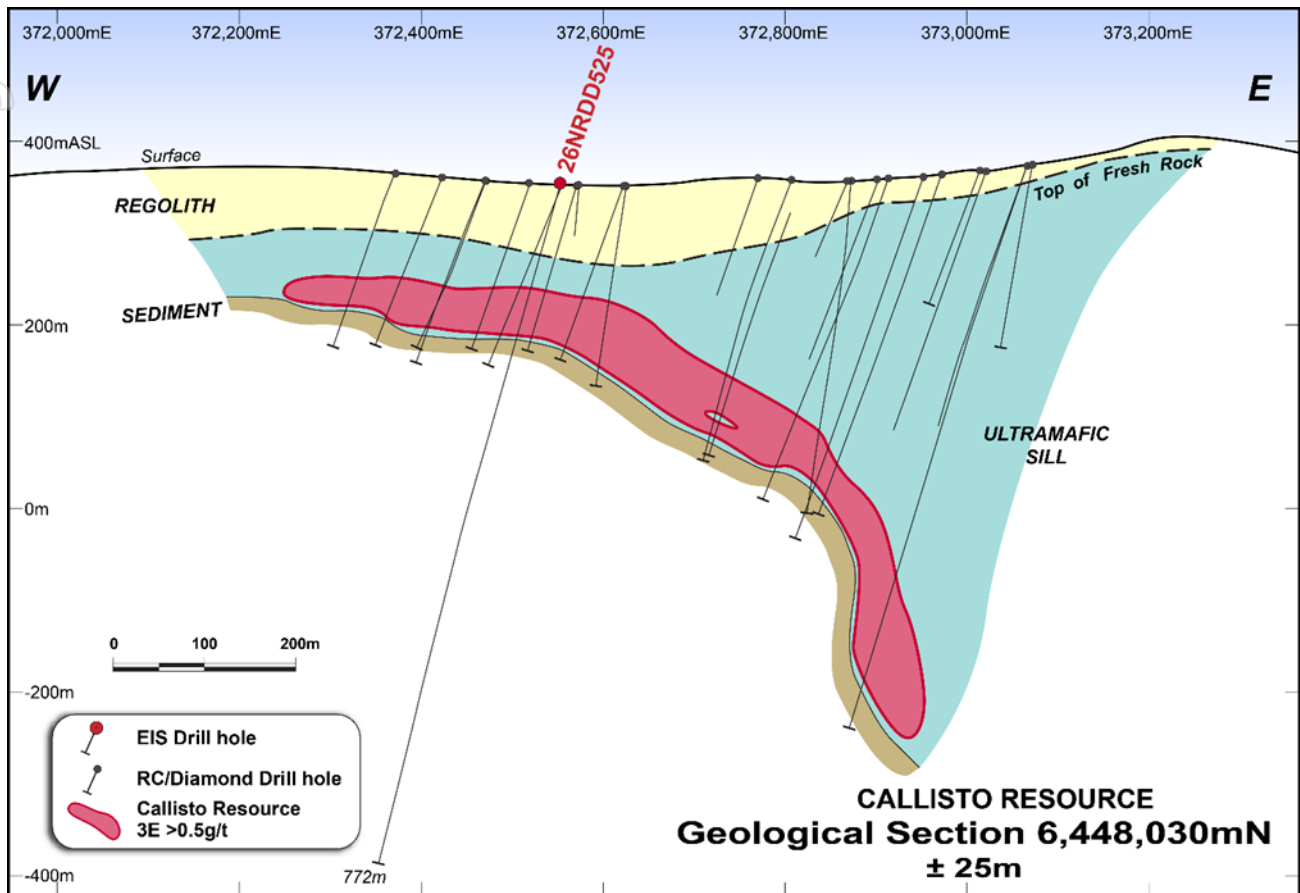 372,000mE
372,200mE
372,400mE
372,600mE
372,800mE
373,000mE
373,200mE
W
E
26NRDD525
400mASL
Surface
Top of Fresh Rock
REGOLITH
SEDIMENT
200m
ULTRAMAFIC
SILL
0m
0 100 200m
-200m
EIS Drill hole
RC/Diamond Drill hole
Callisto Resource
3E >0.5g/t
CALLISTO RESOURCE
Geological Section 6,448,030mN
± 25m
772m
-400m